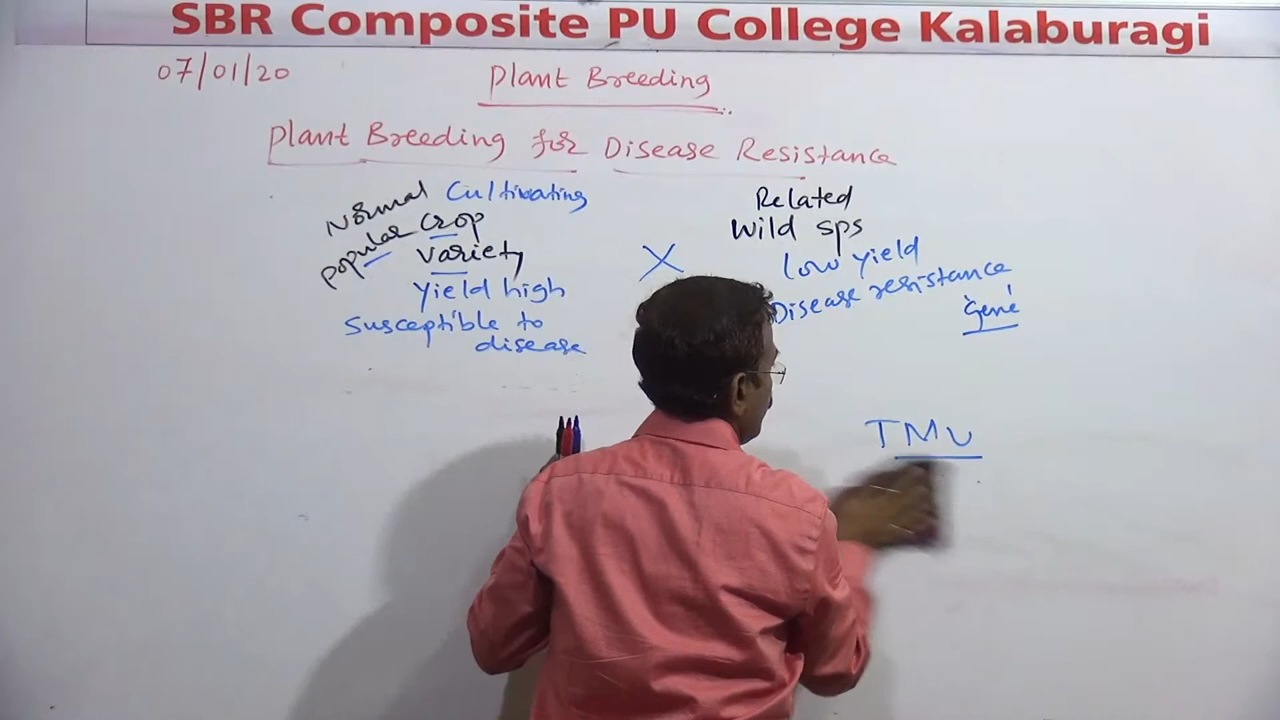 SBR Composite PU College Kalaburagi
07/01/20
Plant Breeding
Plant Breeding for Disease Resistance
Normal Cultivating
popular Crop
variety
yield high
Susceptible to
disease
X
Related
Wild sps
low yield
Disease resistance
'gene'
TMV